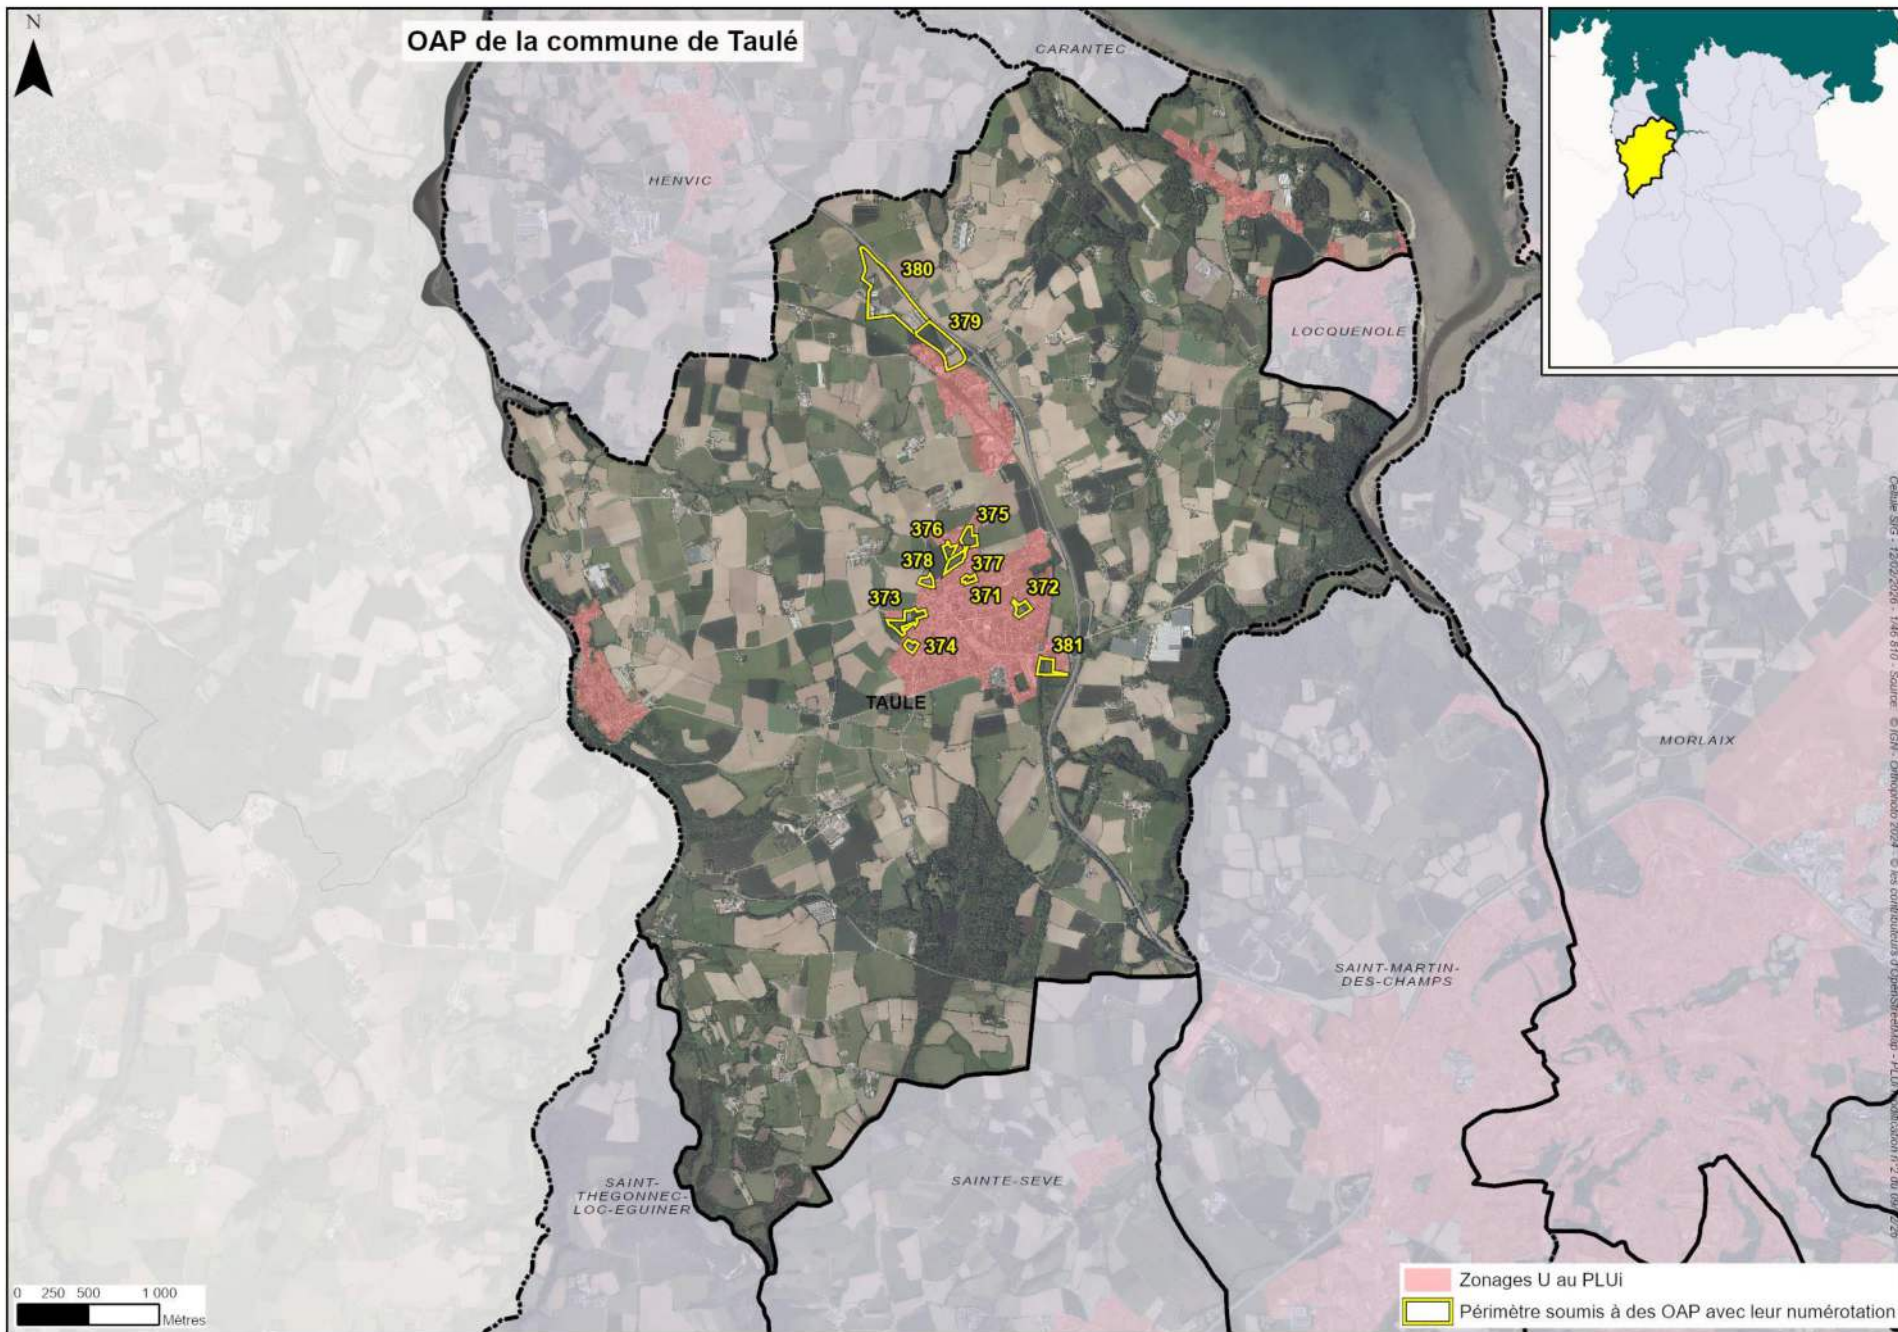 N
OAP de la commune de Taulé
CARANTEC
HENVIC
380
379
LOCQUENOLE
375
376
378
377
371
372
373
374
381
TAULE
MORLAIX
SAINT-MARTIN-
DES-CHAMPS
SAINT-
THEGONNEC-
LOC-EGUINER
SAINTE-SEVE
0 250 500 1 000
Mètres
Zonages U au PLUi
Périmètre soumis à des OAP avec leur numérotation